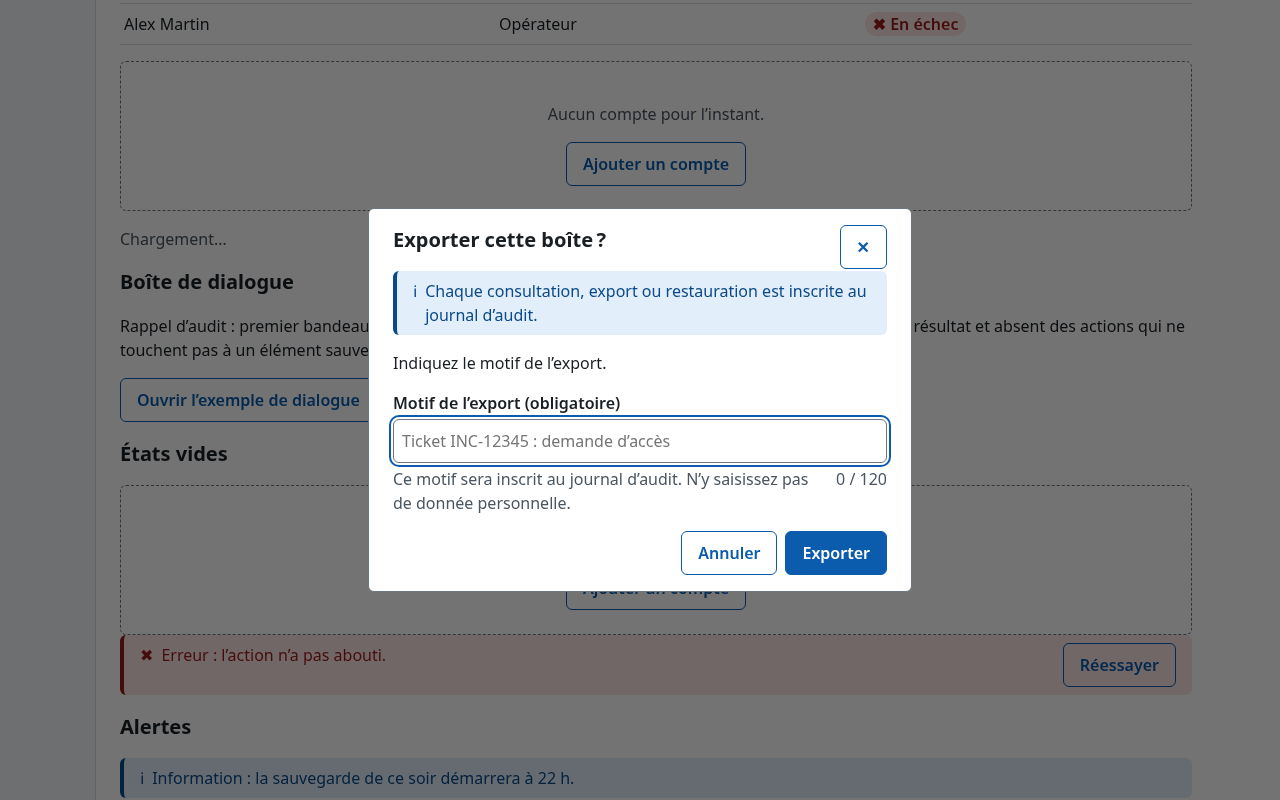 Alex Martin Opérateur ✖ En échec
Aucun compte pour l’instant.
Ajouter un compte
Chargement…
Boîte de dialogue
Rappel d’audit : premier bandeau
résultat et absent des actions qui ne
touchent pas à un élément sauve
Ouvrir l’exemple de dialogue
Exporter cette boîte ?
×
i Chaque consultation, export ou restauration est inscrite au
journal d’audit.
Indiquez le motif de l’export.
Motif de l’export (obligatoire)
Ticket INC-12345 : demande d’accès
Ce motif sera inscrit au journal d’audit. N’y saisissez pas 0 / 120
de donnée personnelle.
Annuler Exporter
États vides
Ajouter un compte
✖ Erreur : l’action n’a pas abouti.
Réessayer
Alertes
i Information : la sauvegarde de ce soir démarrera à 22 h.